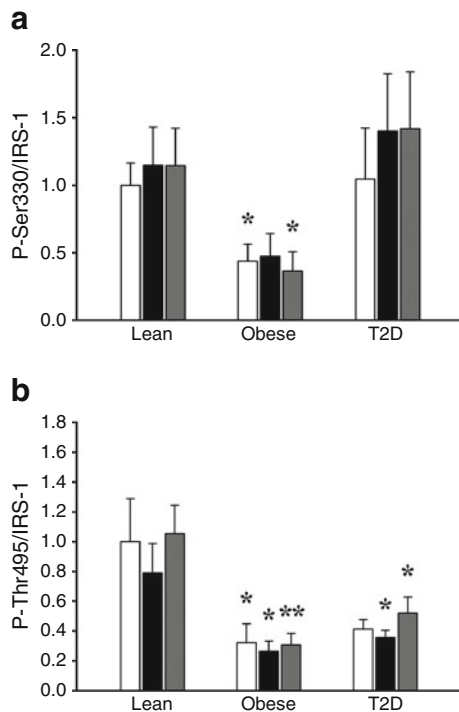 a
P-Ser330/IRS-1
2.0
1.5
1.0
0.5
0.0
* *
Lean Obese T2D
b
P-Thr495/IRS-1
1.8
1.6
1.4
1.2
1.0
0.8
0.6
0.4
0.2
0.0
* * ** * *
Lean Obese T2D